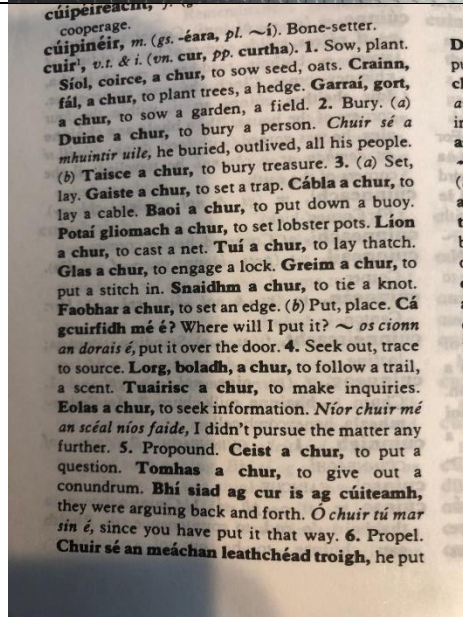 cúipéireacht,
cooperage.
cúipinéir, m. (gs. -éara, pl. ~í). Bone-setter.
cuir¹, v.t. & i. (vn. cur, pp. curtha). 1. Sow, plant.
Síol, coirce, a chur, to sow seed, oats. Crainn,
fál, a chur, to plant trees, a hedge. Garraí, gort,
a chur, to sow a garden, a field. 2. Bury. (a)
Duine a chur, to bury a person. Chuir sé a
mhuintir uile, he buried, outlived, all his people.
(b) Taisce a chur, to bury treasure. 3. (a) Set,
lay. Gaiste a chur, to set a trap. Cábla a chur, to
lay a cable. Baoi a chur, to put down a buoy.
Potaí gliomach a chur, to set lobster pots. Líon
a chur, to cast a net. Tuí a chur, to lay thatch.
Glas a chur, to engage a lock. Greim a chur, to
put a stitch in. Snaidhm a chur, to tie a knot.
Faobhar a chur, to set an edge. (b) Put, place. Cá
gcuirfidh mé é? Where will I put it? ~ os cionn
an dorais é, put it over the door. 4. Seek out, trace
to source. Lorg, boladh, a chur, to follow a trail,
a scent. Tuairisc a chur, to make inquiries.
Eolas a chur, to seek information. Níor chuir mé
an scéal níos faide, I didn't pursue the matter any
further. 5. Propound. Ceist a chur, to put a
question. Tomhas a chur, to give out a
conundrum. Bhí siad ag cur is ag cúiteamh,
they were arguing back and forth. Ó chuir tú mar
sin é, since you have put it that way. 6. Propel.
Chuir sé an meáchan leathchéad troigh, he put